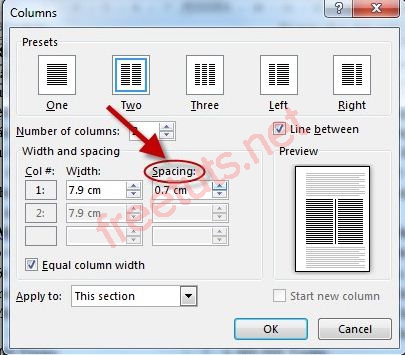 Columns
Presets
One Two Three Left Right
Number of columns:
Line between
Width and spacing
Preview
Col #: Width: Spacing:
1: 7.9 cm 0.7 cm
2: 7.9 cm
Equal column width
Apply to: This section
Start new column
OK Cancel
freetuts.net